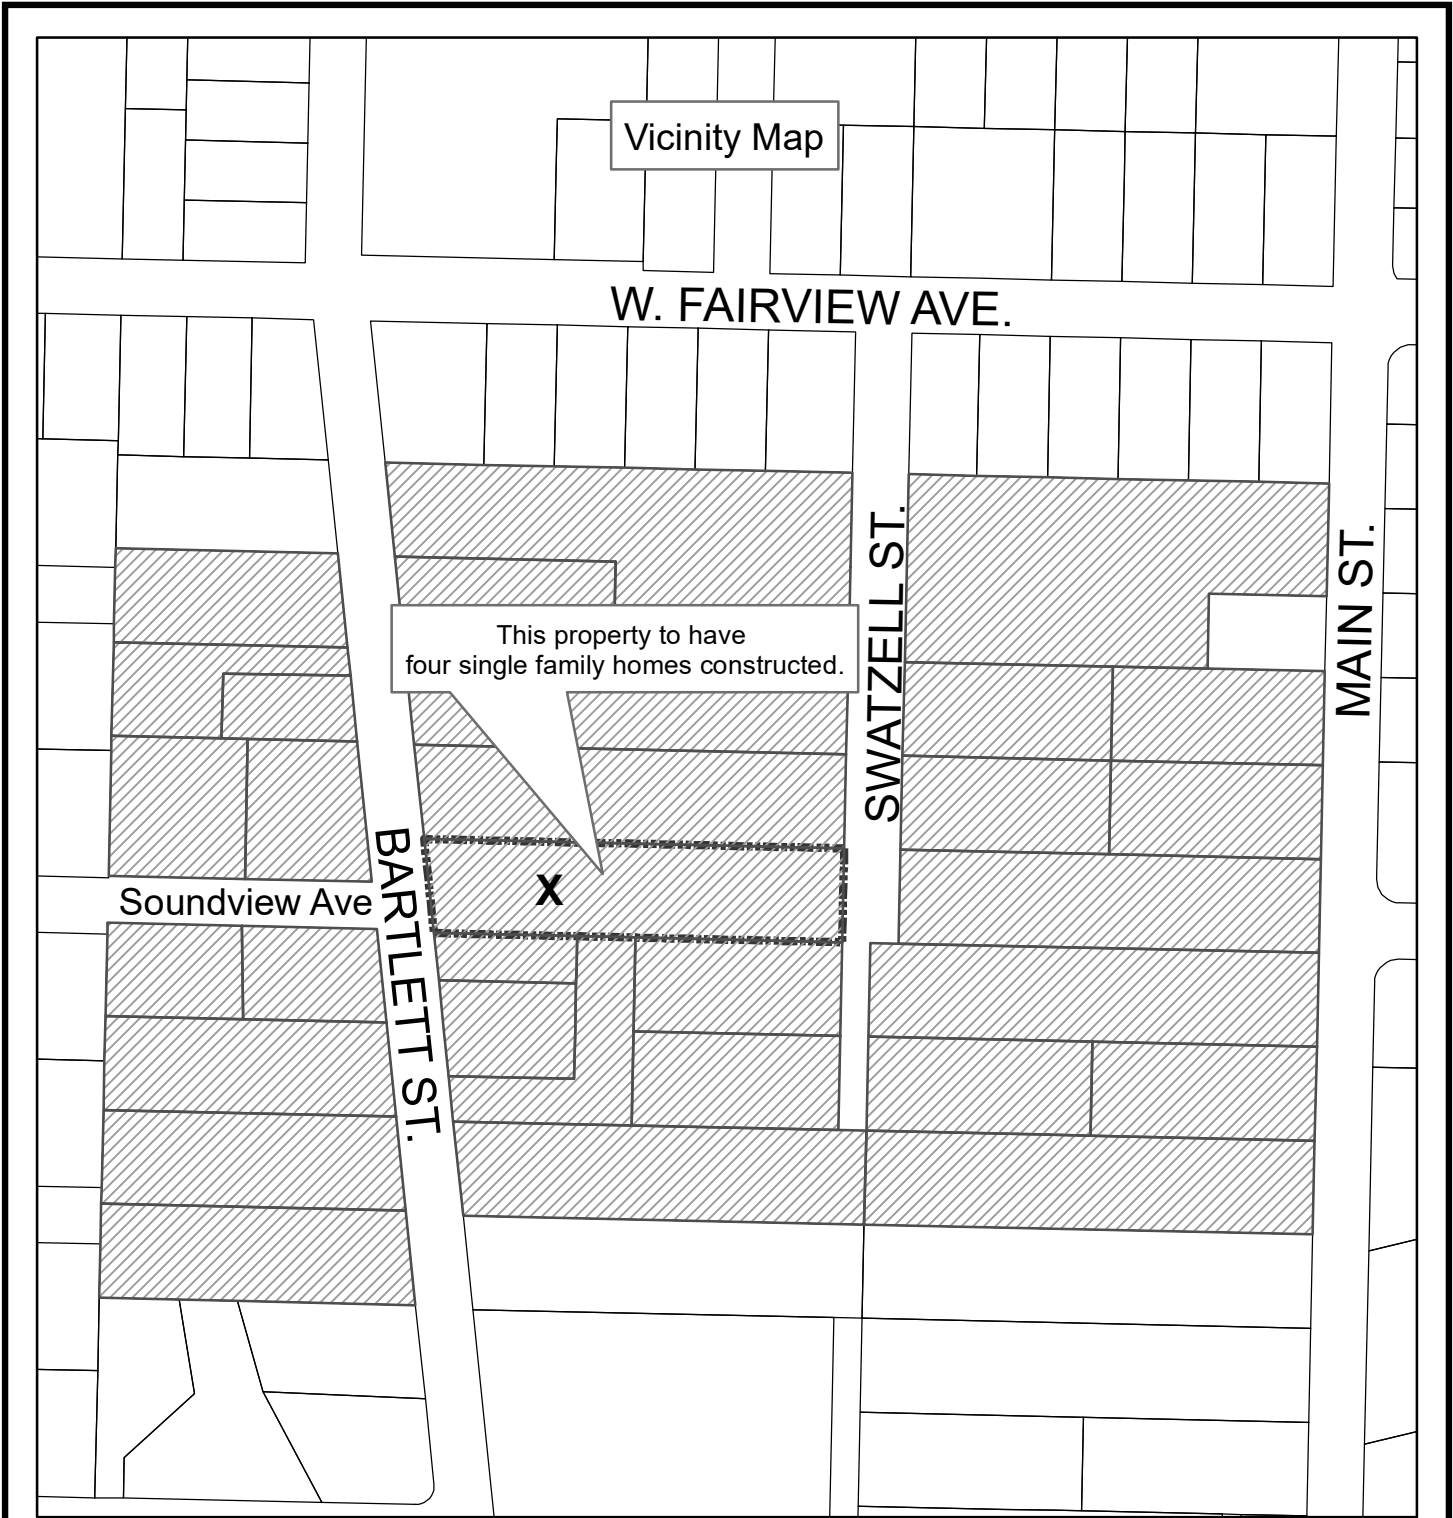 Vicinity Map
W. FAIRVIEW AVE.
SWATZELL ST.
MAIN ST.
This property to have
four single family homes constructed.
BARTLETT ST.
Soundview Ave
X